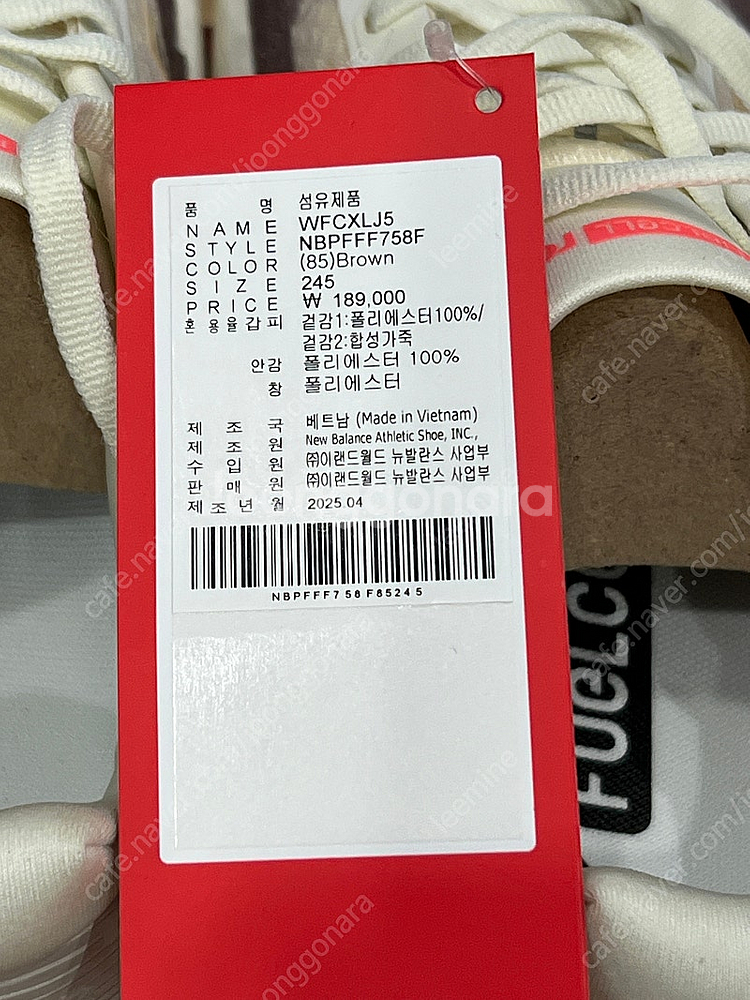 품 명 섬유제품
NAME WFCXLJ5
STYLE NBPFFF758F
COLOR (85)Brown
SIZE 245
PRICE ₩ 189,000
혼용율갑피 겉감1:폴리에스터100%/
겉감2:합성가죽
안감 폴리에스터 100%
창 폴리에스터
제조국 베트남 (Made in Vietnam)
제조원 New Balance Athletic Shoe, INC.,
수입원 ㈜이랜드월드 뉴발란스 사업부
판매원 ㈜이랜드월드 뉴발란스 사업부
제조년월 2025.04
NBPFFF758F85245
joonggonara
FUELCE